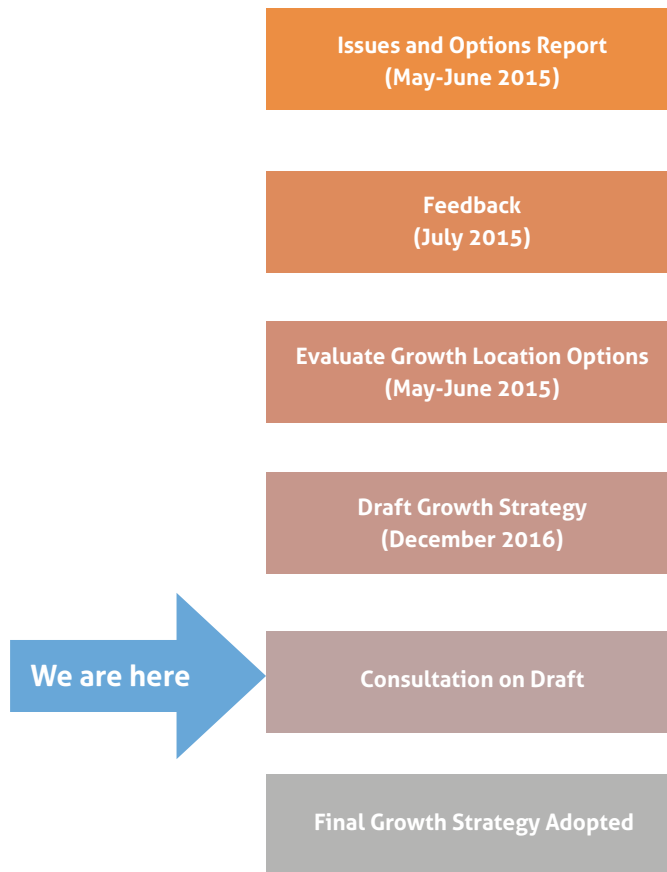 Issues and Options Report
(May-June 2015)
Feedback
(July 2015)
Evaluate Growth Location Options
(May-June 2015)
Draft Growth Strategy
(December 2016)
We are here
Consultation on Draft
Final Growth Strategy Adopted